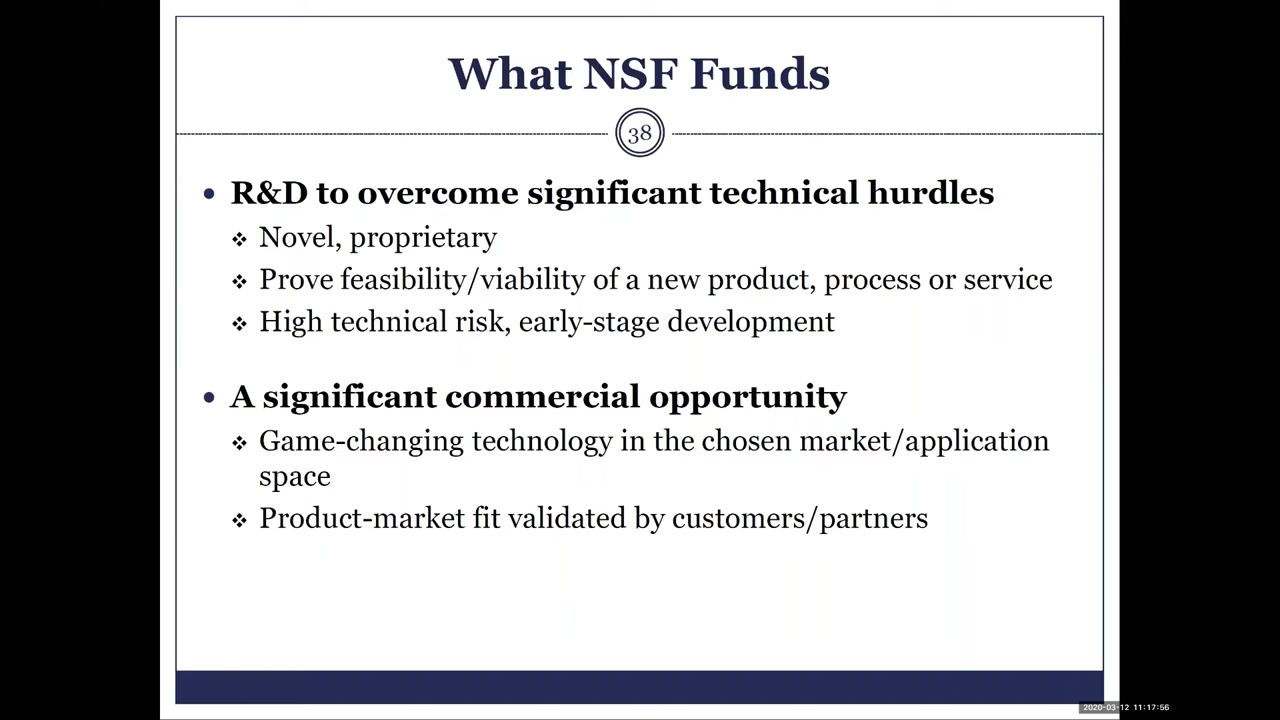 What NSF Funds
38
• R&D to overcome significant technical hurdles
❖ Novel, proprietary
❖ Prove feasibility/viability of a new product, process or service
❖ High technical risk, early-stage development
• A significant commercial opportunity
❖ Game-changing technology in the chosen market/application
space
❖ Product-market fit validated by customers/partners
2020-03-12 11:17:56